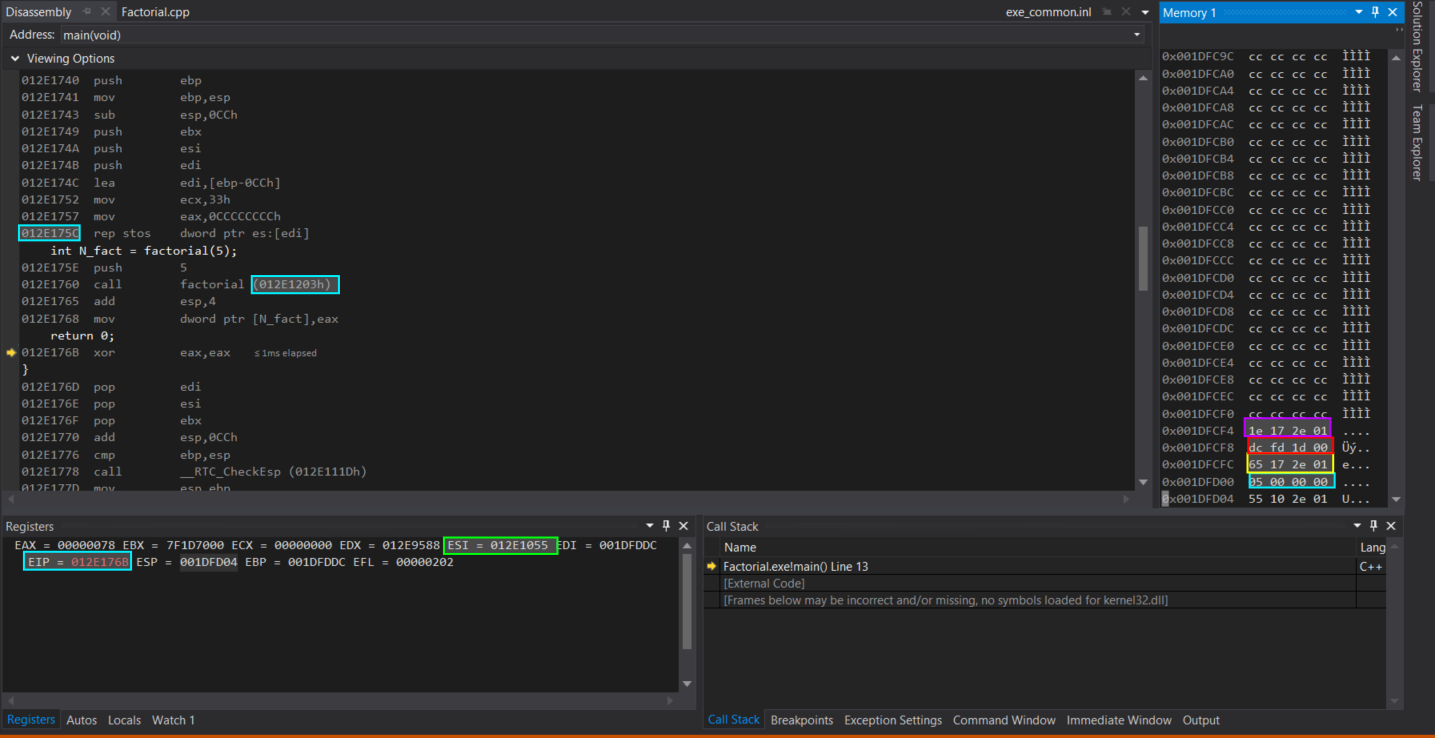 Disassembly Factorial.cpp exe_common.inl
Address: main(void)
Viewing Options
012E1740 push ebp
012E1741 mov ebp,esp
012E1743 sub esp,0CCh
012E1749 push ebx
012E174A push esi
012E174B push edi
012E174C lea edi,[ebp-0CCh]
012E1752 mov ecx,33h
012E1757 mov eax,0CCCCCCCCh
012E175C rep stos dword ptr es:[edi]
int N_fact = factorial(5);
012E175E push 5
012E1760 call factorial (012E1203h)
012E1765 add esp,4
012E1768 mov dword ptr [N_fact],eax
return 0;
012E176B xor eax,eax ≤1ms elapsed
}
012E176D pop edi
012E176E pop esi
012E176F pop ebx
012E1770 add esp,0CCh
012E1776 cmp ebp,esp
012E1778 call __RTC_CheckEsp (012E111Dh)
012E177D mov esp,ebp
Memory 1
0x001DFC9C cc cc cc cc ÌÌÌÌ
0x001DFCA0 cc cc cc cc ÌÌÌÌ
0x001DFCA4 cc cc cc cc ÌÌÌÌ
0x001DFCA8 cc cc cc cc ÌÌÌÌ
0x001DFCAC cc cc cc cc ÌÌÌÌ
0x001DFCB0 cc cc cc cc ÌÌÌÌ
0x001DFCB4 cc cc cc cc ÌÌÌÌ
0x001DFCB8 cc cc cc cc ÌÌÌÌ
0x001DFCBC cc cc cc cc ÌÌÌÌ
0x001DFCC0 cc cc cc cc ÌÌÌÌ
0x001DFCC4 cc cc cc cc ÌÌÌÌ
0x001DFCC8 cc cc cc cc ÌÌÌÌ
0x001DFCCC cc cc cc cc ÌÌÌÌ
0x001DFCD0 cc cc cc cc ÌÌÌÌ
0x001DFCD4 cc cc cc cc ÌÌÌÌ
0x001DFCD8 cc cc cc cc ÌÌÌÌ
0x001DFCDC cc cc cc cc ÌÌÌÌ
0x001DFCE0 cc cc cc cc ÌÌÌÌ
0x001DFCE4 cc cc cc cc ÌÌÌÌ
0x001DFCE8 cc cc cc cc ÌÌÌÌ
0x001DFCEC cc cc cc cc ÌÌÌÌ
0x001DFCF0 cc cc cc cc ÌÌÌÌ
0x001DFCF4 1e 17 2e 01 ....
0x001DFCF8 dc fd 1d 00 Üý..
0x001DFCFC 65 17 2e 01 e...
0x001DFD00 05 00 00 00 ....
0x001DFD04 55 10 2e 01 U...
Solution Explorer
Team Explorer
Registers
EAX = 00000078 EBX = 7F1D7000 ECX = 00000000 EDX = 012E9588 ESI = 012E1055 EDI = 001DFDDC
EIP = 012E176B ESP = 001DFD04 EBP = 001DFDDC EFL = 00000202
Registers Autos Locals Watch 1
Call Stack
Name Lang
Factorial.exe!main() Line 13 C++
[External Code]
[Frames below may be incorrect and/or missing, no symbols loaded for kernel32.dll]
Call Stack Breakpoints Exception Settings Command Window Immediate Window Output